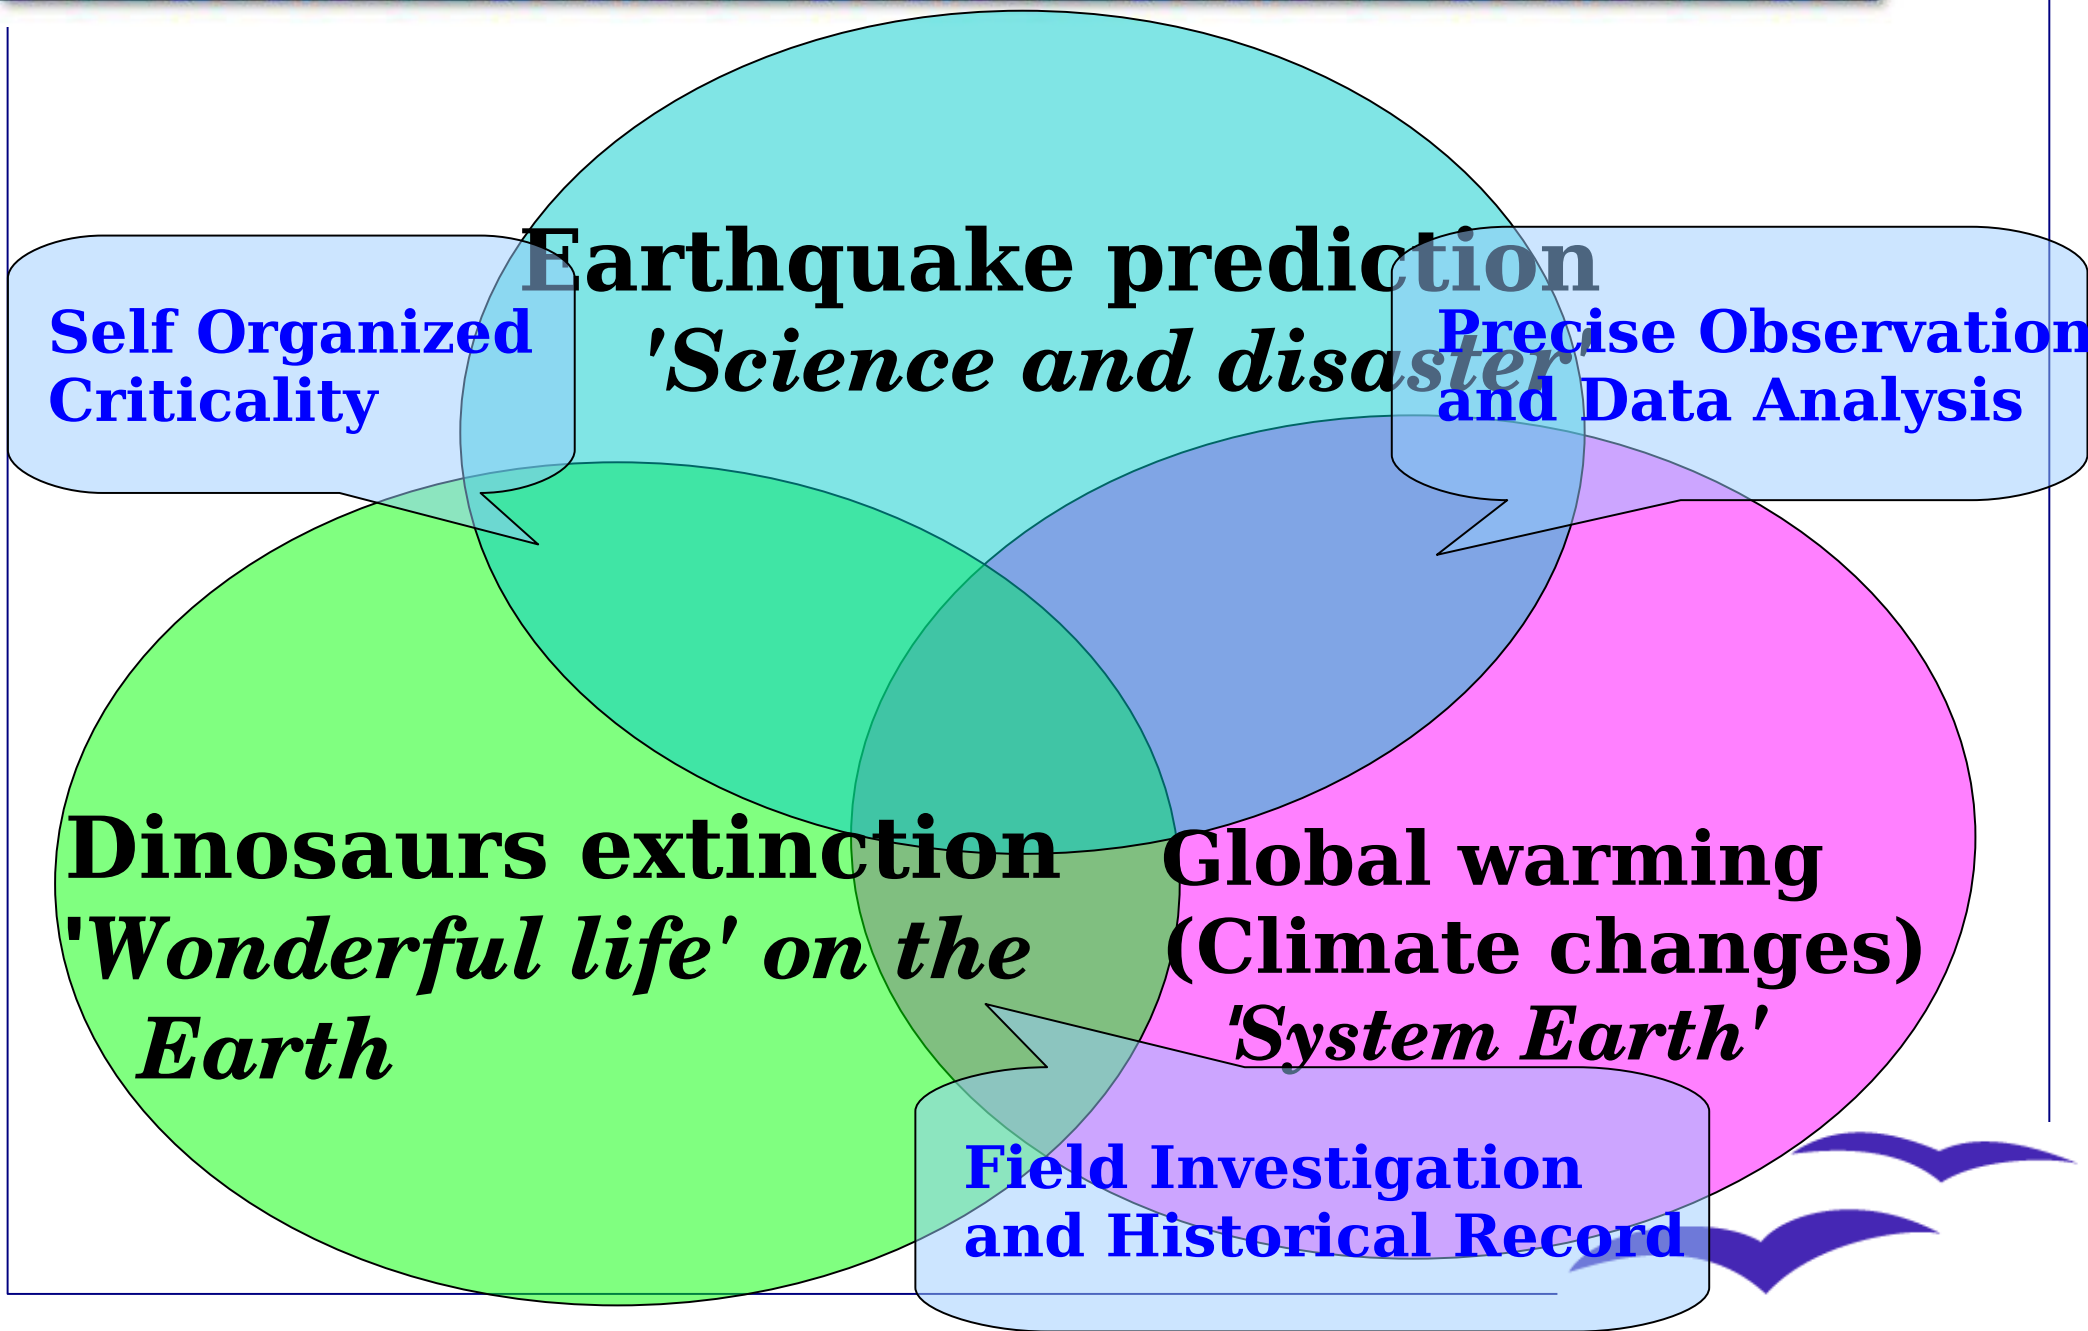 Earthquake prediction
'Science and disaster'
Self Organized
Criticality
Precise Observation
and Data Analysis
Dinosaurs extinction
'Wonderful life' on the
Earth
Global warming
(Climate changes)
'System Earth'
Field Investigation
and Historical Record